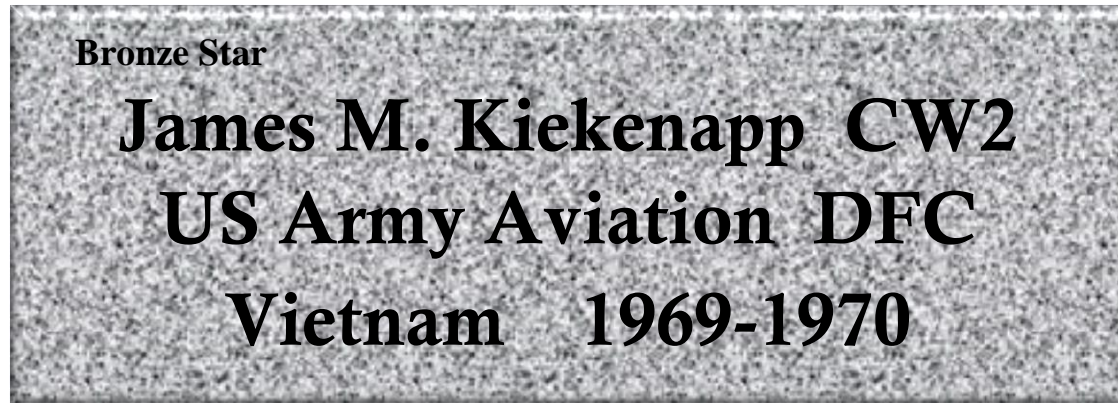 Bronze Star
James M. Kiekenapp CW2
US Army Aviation DFC
Vietnam 1969-1970